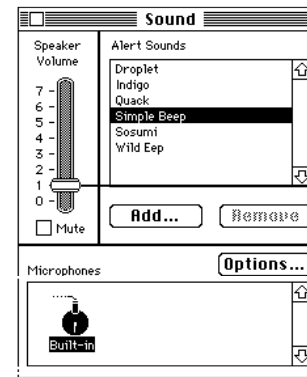 Sound
Speaker
Volume
7
6
5
4
3
2
1
0
Mute
Alert Sounds
Droplet
Indigo
Quack
Simple Beep
Sosumi
Wild Eep
Add...
Remove
Microphones
Options...
Built-in